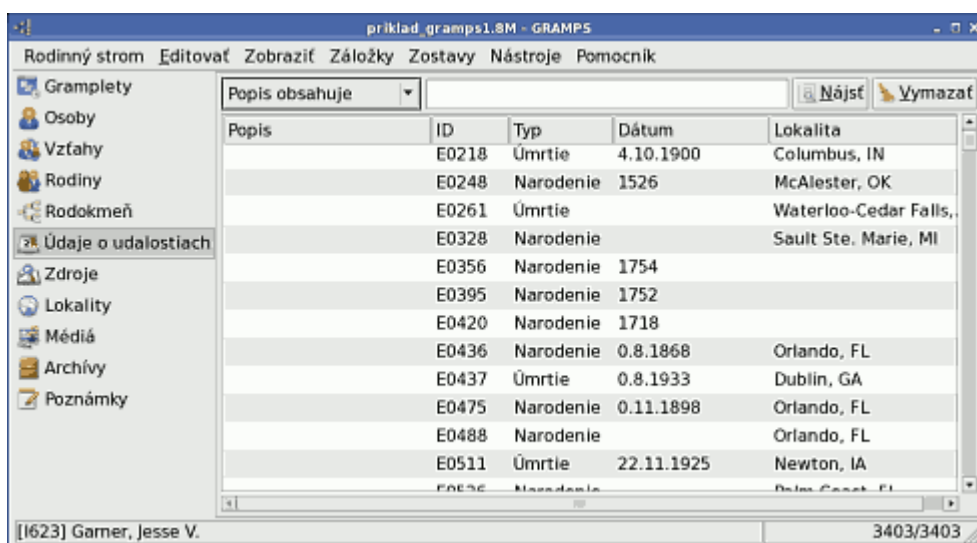 priklad_gramps1.8M - GRAMPS
Rodinný strom Editovať Zobraziť Záložky Zostavy Nástroje Pomocník
Gramplety
Osoby
Vzťahy
Rodiny
Rodokmeň
Údaje o udalostiach
Zdroje
Lokality
Médiá
Archívy
Poznámky
Popis obsahuje Nájsť Vymazať
Popis ID Typ Dátum Lokalita
E0218 Úmrtie 4.10.1900 Columbus, IN
E0248 Narodenie 1526 McAlester, OK
E0261 Úmrtie Waterloo-Cedar Falls,
E0328 Narodenie Sault Ste. Marie, MI
E0356 Narodenie 1754
E0395 Narodenie 1752
E0420 Narodenie 1718
E0436 Narodenie 0.8.1868 Orlando, FL
E0437 Úmrtie 0.8.1933 Dublin, GA
E0475 Narodenie 0.11.1898 Orlando, FL
E0488 Narodenie Orlando, FL
E0511 Úmrtie 22.11.1925 Newton, IA
Narodenie Palm Coast, FL
[I623] Garner, Jesse V. 3403/3403